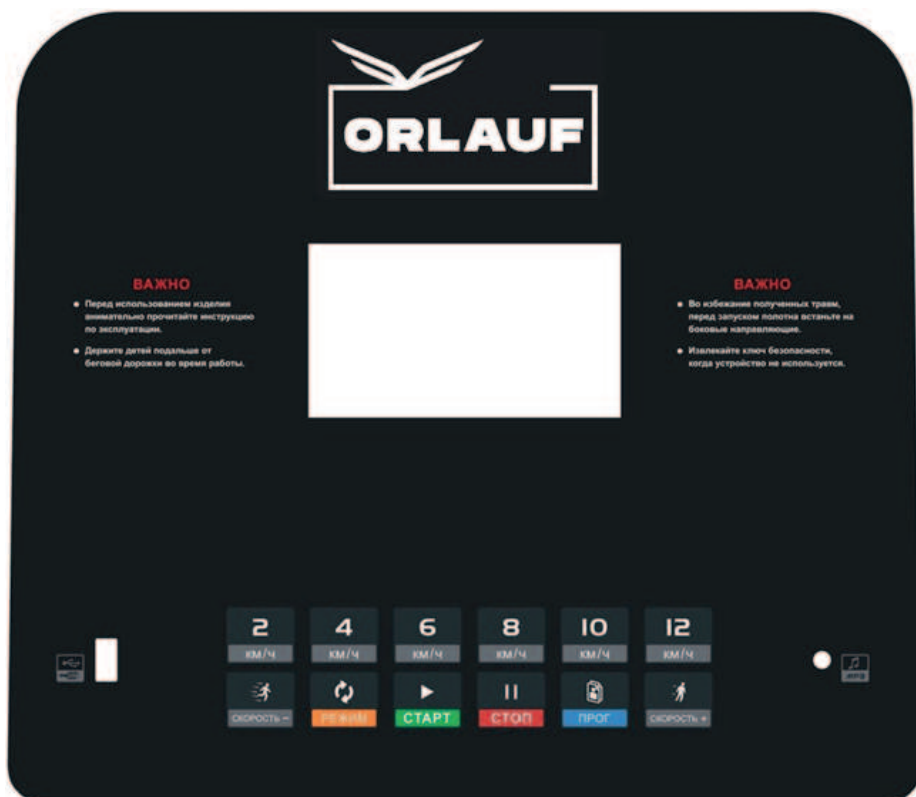 ORLAUF
ВАЖНО
Перед использованием изделия
внимательно прочитайте инструкцию
по эксплуатации.
Держите детей подальше от
беговой дорожки во время работы.
ВАЖНО
Во избежание полученных травм,
перед запуском полотна встаньте на
боковые направляющие.
Извлекайте ключ безопасности,
когда устройство не используется.
2 4 6 8 10 12
КМ/Ч КМ/Ч КМ/Ч КМ/Ч КМ/Ч КМ/Ч
СКОРОСТЬ – РЕЖИМ СТАРТ СТОП ПРОГ СКОРОСТЬ +
MP3